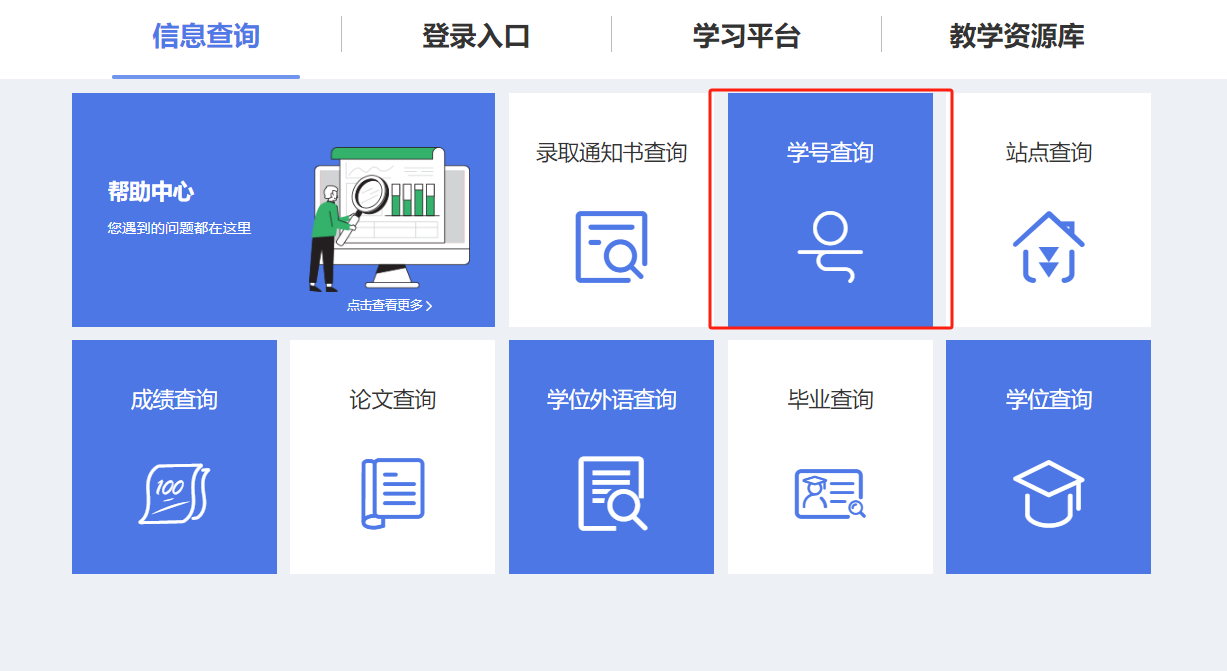 信息查询
登录入口
学习平台
教学资源库
帮助中心
您遇到的问题都在这里
点击查看更多
录取通知书查询
学号查询
站点查询
成绩查询
100
论文查询
学位外语查询
毕业查询
学位查询